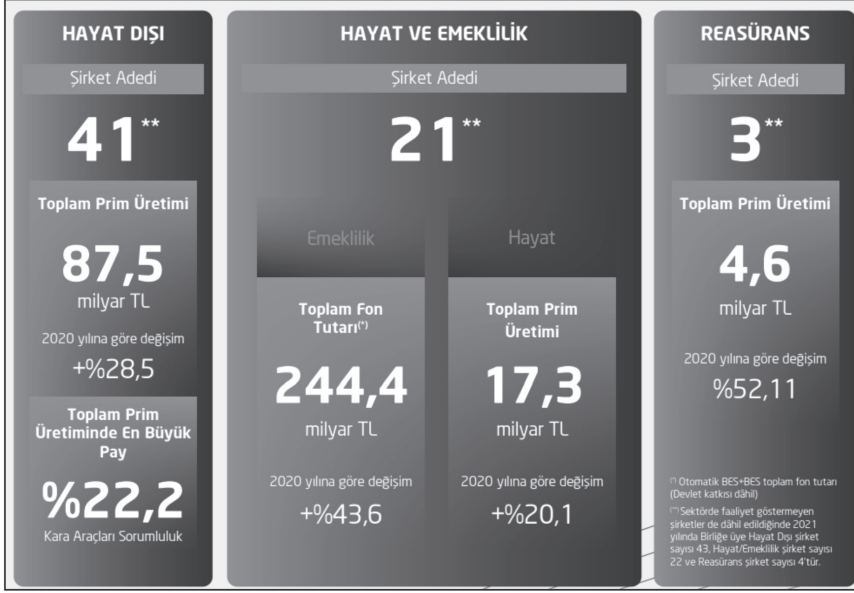 HAYAT DIŞI
Şirket Adedi
41**
Toplam Prim Üretimi
87,5
milyar TL
2020 yılına göre değişim
+%28,5
Toplam Prim
Üretiminde En Büyük
Pay
%22,2
Kara Araçları Sorumluluk
HAYAT VE EMEKLİLİK
Şirket Adedi
21**
Emeklilik
Toplam Fon
Tutarı(*)
244,4
milyar TL
2020 yılına göre değişim
+%43,6
Hayat
Toplam Prim
Üretimi
17,3
milyar TL
2020 yılına göre değişim
+%20,1
REASÜRANS
Şirket Adedi
3**
Toplam Prim Üretimi
4,6
milyar TL
2020 yılına göre değişim
%52,11
(*) Otomatik BES+BES toplam fon tutarı
(Devlet katkısı dâhil)
(**) Sektörde faaliyet göstermeyen
şirketler de dâhil edildiğinde 2021
yılında Birliğe üye Hayat Dışı şirket
sayısı 43, Hayat/Emeklilik şirket sayısı
22 ve Reasürans şirket sayısı 4'tür.